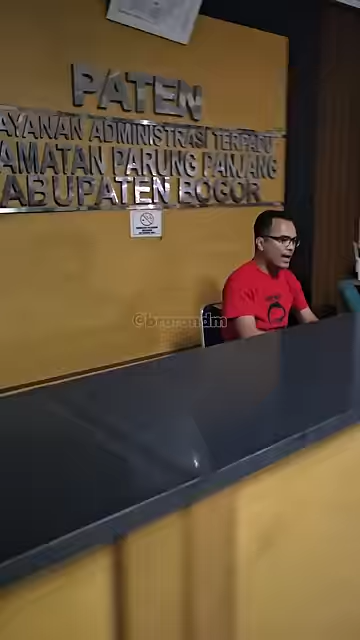 PATEN
AYANAN ADMINISTRASI TERPADU
AMATAN PARUNG PANJANG
ABUPATEN BOGOR